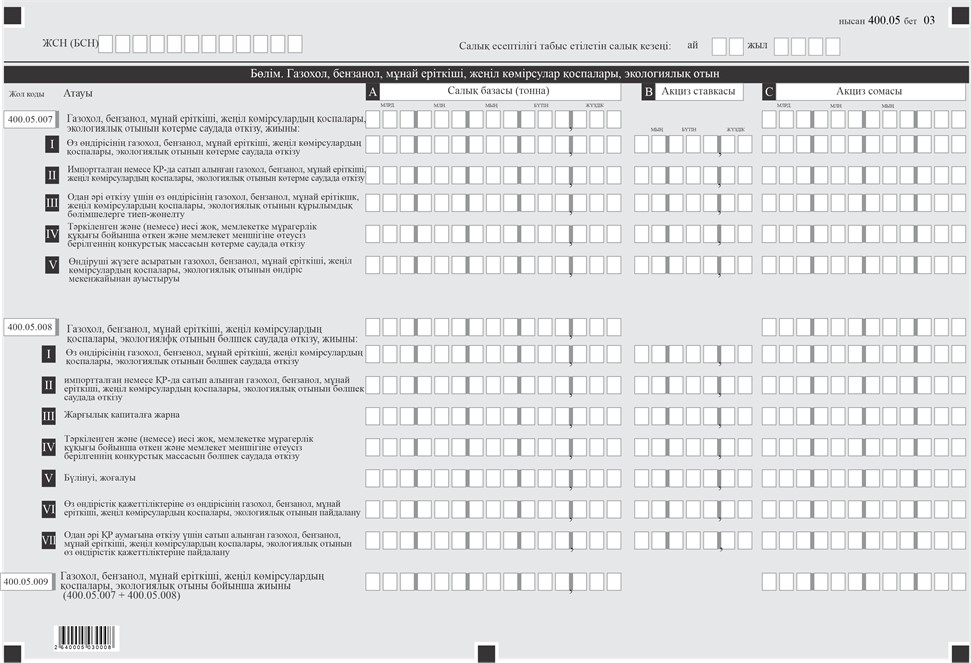 нысан 400.05 бет 03
ЖСН (БСН)
Салық есептілігі табыс етілетін салық кезеңі: ай жыл
Бөлім. Газохол, бензанол, мұнай еріткіші, жеңіл көмірсулар қоспалары, экологиялық отын
Жол коды Атауы A Салық базасы (тонна) B Акциз ставкасы C Акциз сомасы
МЛРД МЛН МЫҢ БҮТІН ЖҮЗДІК МЛРД МЛН МЫҢ
400.05.007 Газохол, бензанол, мұнай еріткіші, жеңіл көмірсулардың қоспалары,
экологиялық отынының көтерме саудада өткізу, жиыны:
МЫҢ БҮТІН ЖҮЗДІК
I Өз өндірісінің газохол, бензанол, мұнай еріткіші, жеңіл көмірсулардың
қоспалары, экологиялық отынын көтерме саудада өткізу
II Импортталған немесе ҚР-да сатып алынған газохол, бензанол, мұнай еріткіші,
жеңіл көмірсулардың қоспалары, экологиялық отынын көтерме саудада өткізу
III Одан әрі өткізу үшін өз өндірісінің газохол, бензанол, мұнай ерітікшк,
жеңіл көмірсулардың қоспалары, экологиялық отынын құрылымдық
бөлімшелерге тиеп-жөнелту
IV Тәркіленген және (немесе) иесі жоқ, мемлекетке мұрагерлік
құқығы бойынша өткен және мемлекет меншігіне өтеусіз
берілгеннің конкурстық массасын көтерме саудада өткізу
V Өндіруші жүзеге асыратын газохол, бензанол, мұнай еріткіші, жеңіл
көмірсулардың қоспалары, экологиялық отынын өндіріс
мекенжайынан ауыстыруы
400.05.008 Газохол, бензанол, мұнай еріткіші, жеңіл көмірсулардың
қоспалары, экологиялфқ отынын бөлшек саудада өткізу, жиыны:
I Өз өндірісінің газохол, бензенол, мұнай еріткіші, жеңіл көмірсулардың
қоспалары, экологиялық отынын бөлшек саудада өткізу
II импортталған немесе ҚР-да сатып алынған газохол, бензанол, мұнай
еріткіші, жеңіл көмірсулардың қоспалары, экологиялық отынын бөлшек
саудада өткізу
III Жарғылық капиталға жарна
IV Тәркіленген және (немесе) иесі жоқ, мемлекетке мұрагерлік
құқығы бойынша өткен және мемлекет меншігіне өтеусіз
берілгеннің конкурстық массасын бөлшек саудада өткізу
V Бүлінуі, жоғалуы
VI Өз өндірістік қажеттіліктеріне өз өндірісінің газохол, бензанол, мұнай
еріткіші, жеңіл көмірсулардың қоспалары, экологиялық отынын пайдалану
VII Одан әрі ҚР аумағына өткізу үшін сатып алынған газохол, бензанол,
мұнай еріткіші, жеңіл көмірсулардың қоспалары, экологиялық отынын
өз өндірістік қажеттіліктеріне пайдалану
400.05.009 Газохол, бензанол, мұнай еріткіші, жеңіл көмірсулардың
қоспалары, экологиялық отыны бойынша жиыны
(400.05.007 + 400.05.008)
2640005030008